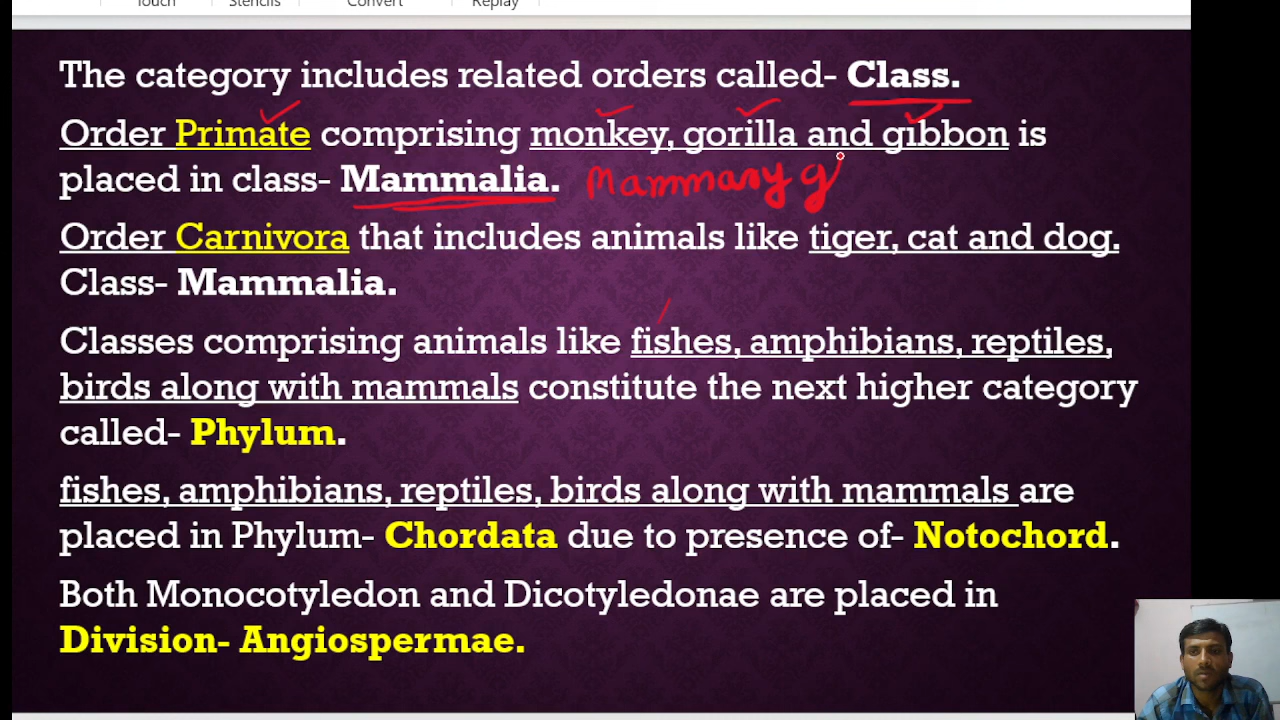 Touch Stencils Convert Replay
The category includes related orders called- Class.
Order Primate comprising monkey, gorilla and gibbon is
placed in class- Mammalia. Mammary g
Order Carnivora that includes animals like tiger, cat and dog.
Class- Mammalia.
Classes comprising animals like fishes, amphibians, reptiles,
birds along with mammals constitute the next higher category
called- Phylum.
fishes, amphibians, reptiles, birds along with mammals are
placed in Phylum- Chordata due to presence of- Notochord.
Both Monocotyledon and Dicotyledonae are placed in
Division- Angiospermae.